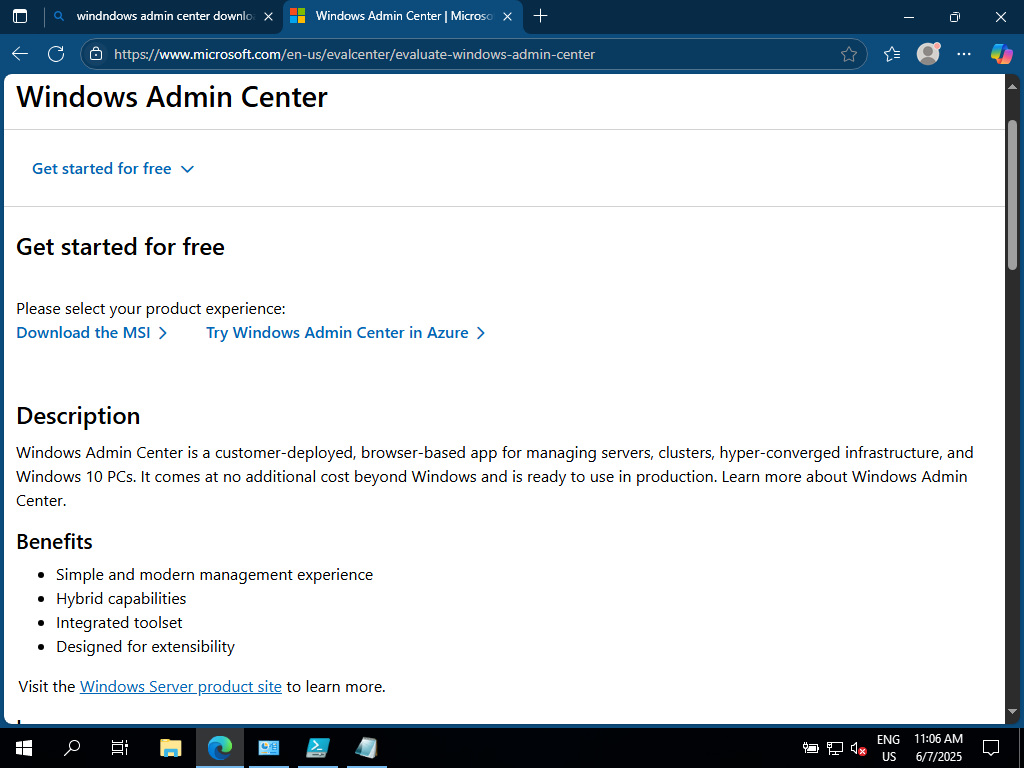 windndows admin center downlo
Windows Admin Center | Microso
https://www.microsoft.com/en-us/evalcenter/evaluate-windows-admin-center
Windows Admin Center
Get started for free
Get started for free
Please select your product experience:
Download the MSI
Try Windows Admin Center in Azure
Description
Windows Admin Center is a customer-deployed, browser-based app for managing servers, clusters, hyper-converged infrastructure, and
Windows 10 PCs. It comes at no additional cost beyond Windows and is ready to use in production. Learn more about Windows Admin
Center.
Benefits
Simple and modern management experience
Hybrid capabilities
Integrated toolset
Designed for extensibility
Visit the Windows Server product site to learn more.
ENG
US
11:06 AM
6/7/2025